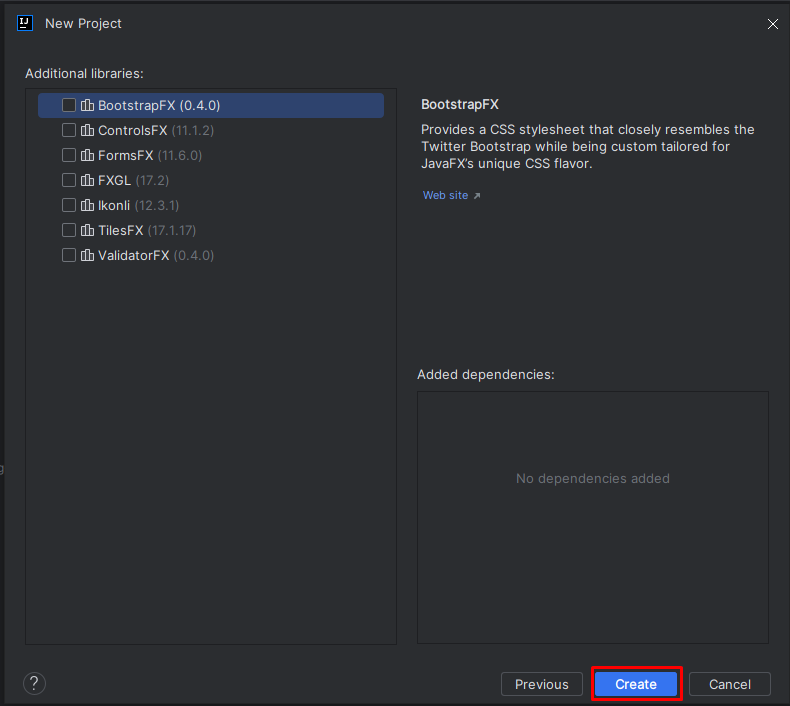 New Project
Additional libraries:
BootstrapFX (0.4.0)
ControlsFX (11.1.2)
FormsFX (11.6.0)
FXGL (17.2)
Ikonli (12.3.1)
TilesFX (17.1.17)
ValidatorFX (0.4.0)
BootstrapFX
Provides a CSS stylesheet that closely resembles the
Twitter Bootstrap while being custom tailored for
JavaFX's unique CSS flavor.
Web site ↗
Added dependencies:
No dependencies added
?
Previous
Create
Cancel